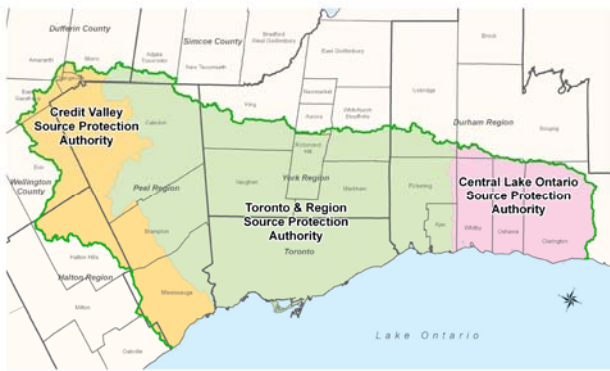 Dufferin County
Simcoe County
Bradford
West Gwillimbury
Brock
Amaranth
Mono
Adjala
Tosorontio
New Tecumseth
East Gwillimbury
Orangeville
Newmarket
Uxbridge
East
Garafraxa
Caledon
King
Aurora
Whitchurch
Stouffville
Scugog
Credit Valley
Source Protection
Authority
Durham Region
Richmond
Hill
Erin
Wellington
County
Peel Region
Vaughan
York Region
Markham
Pickering
Central Lake Ontario
Source Protection
Authority
Toronto & Region
Source Protection
Authority
Brampton
Ajax
Whitby
Oshawa
Clarington
Toronto
Halton Hills
Halton Region
Mississauga
Milton
Lake Ontario
Oakville